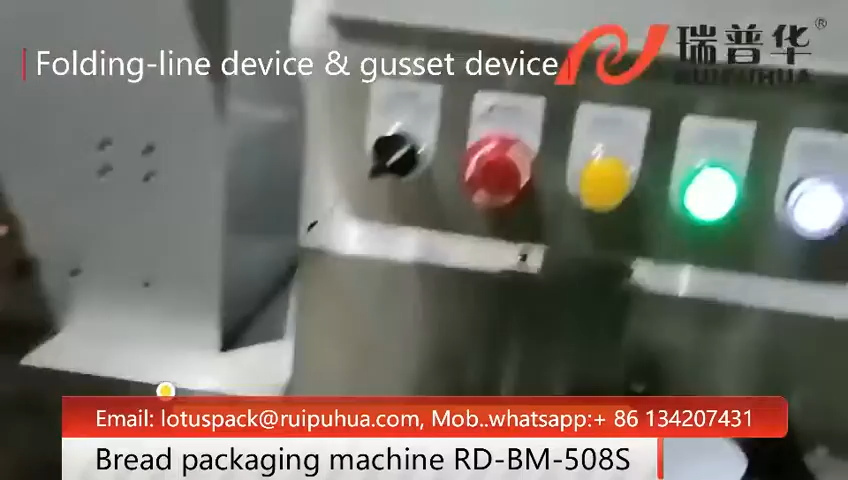 Folding-line device & gusset device
瑞普华®
RUIPUHUA
Email: lotuspack@ruipuhua.com, Mob..whatsapp:+ 86 134207431
Bread packaging machine RD-BM-508S